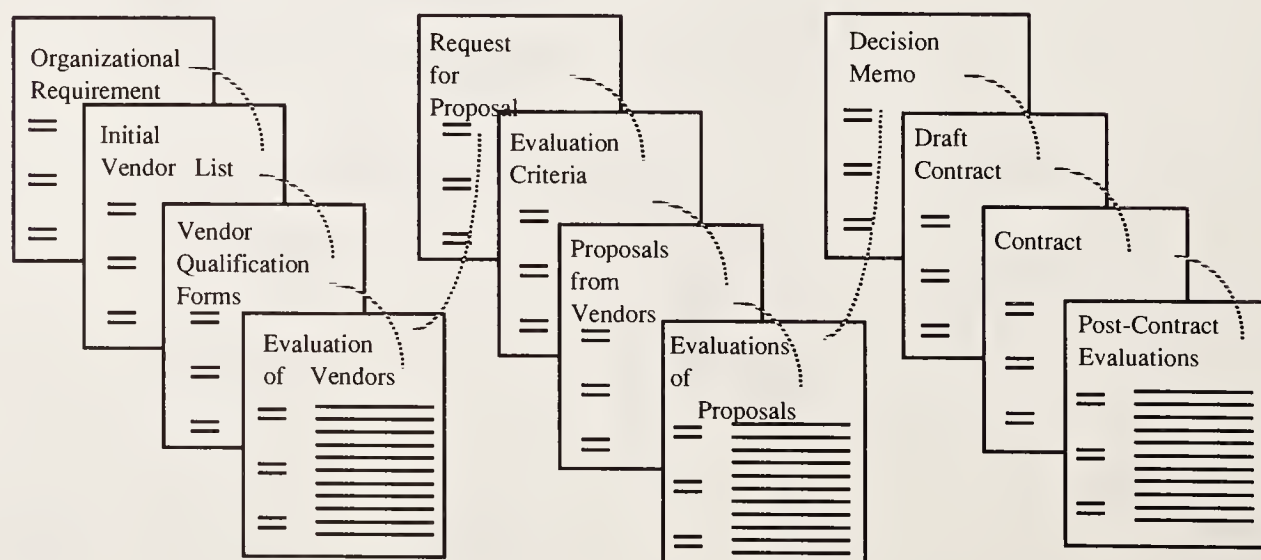 Organizational
Requirement
Initial
Vendor List
Vendor
Qualification
Forms
Evaluation
of Vendors
Request
for
Proposal
Evaluation
Criteria
Proposals
from
Vendors
Evaluations
of
Proposals
Decision
Memo
Draft
Contract
Contract
Post-Contract
Evaluations